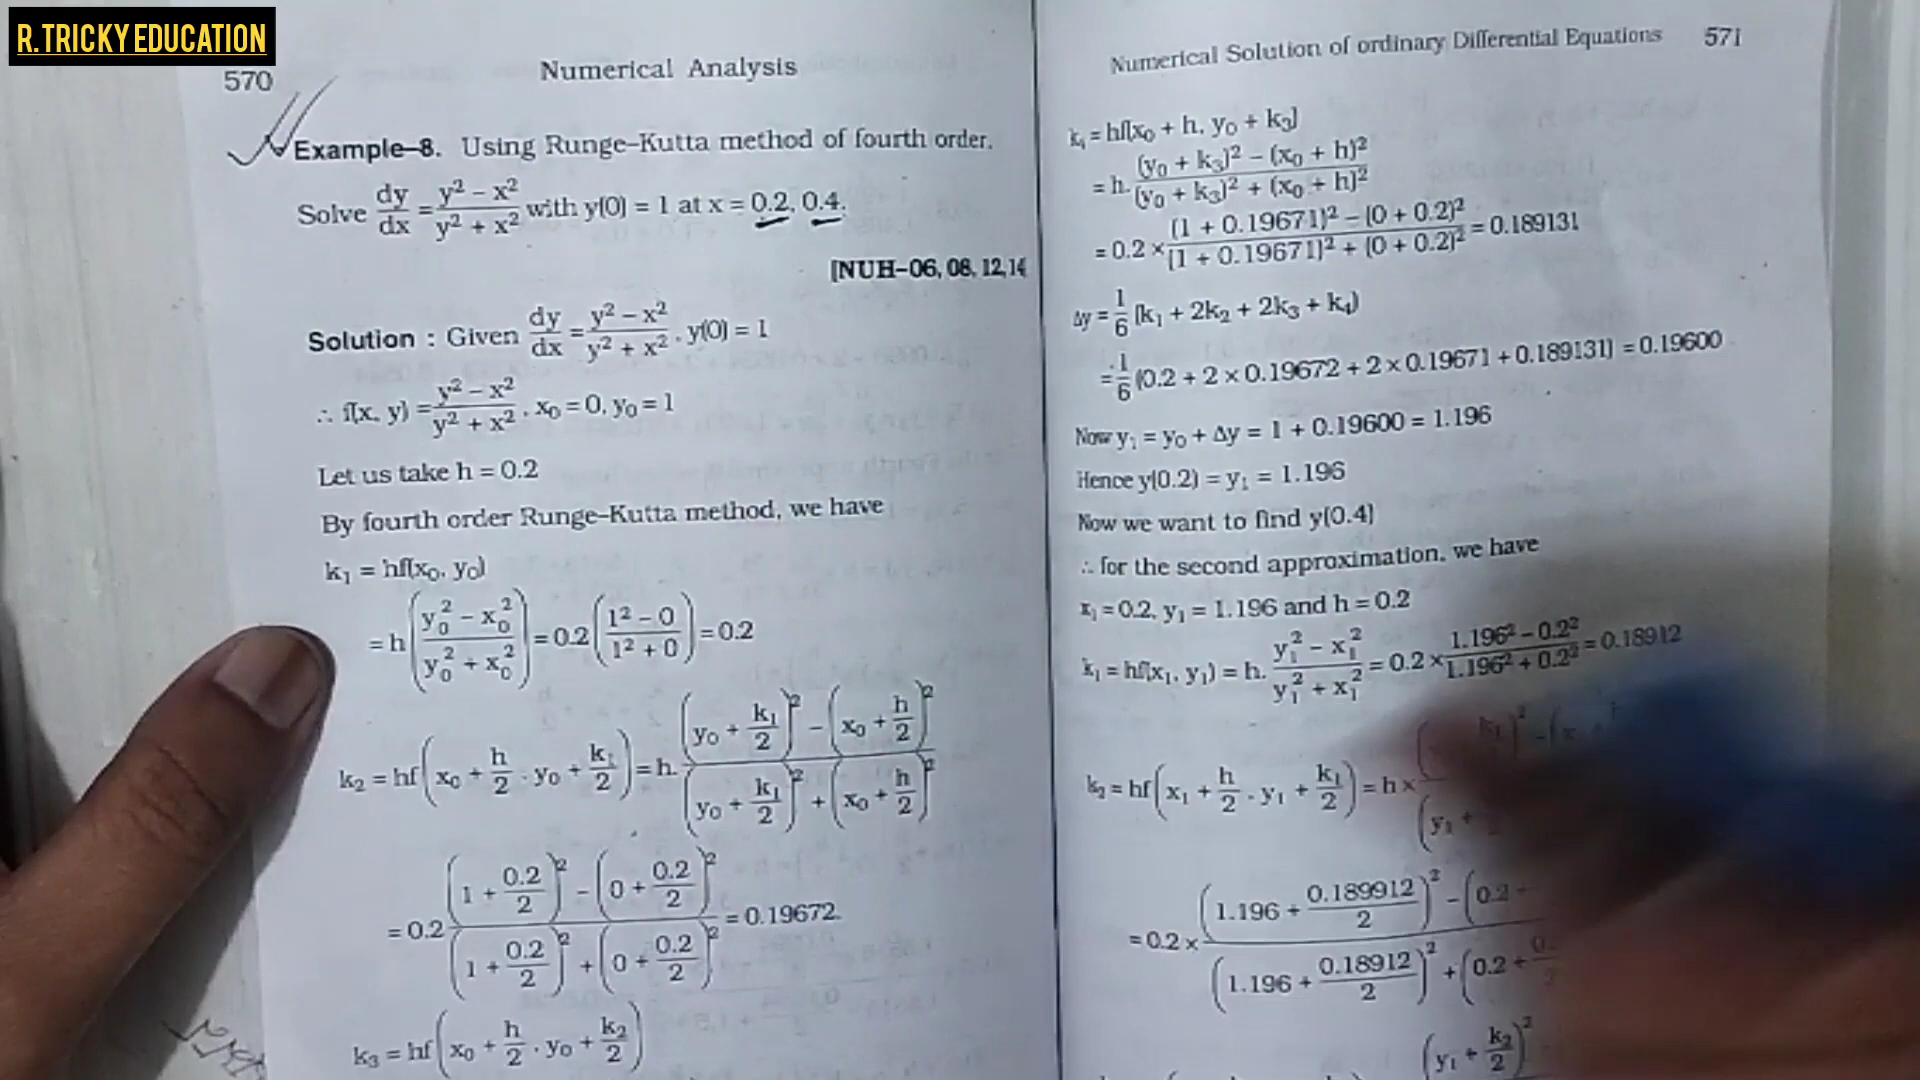 R.TRICKY EDUCATION
570
Numerical Analysis
Example–8. Using Runge–Kutta method of fourth order.
Solve dy/dx = (y² − x²)/(y² + x²) with y(0) = 1 at x = 0.2, 0.4.
[NUH–06, 08, 12, 14
Solution : Given dy/dx = (y² − x²)/(y² + x²) , y(0) = 1
∴ f(x, y) = (y² − x²)/(y² + x²) , x₀ = 0, y₀ = 1
Let us take h = 0.2
By fourth order Runge–Kutta method, we have
k₁ = hf(x₀, y₀)
= h((y₀² − x₀²)/(y₀² + x₀²)) = 0.2((1² − 0)/(1² + 0)) = 0.2
k₂ = hf(x₀ + h/2 , y₀ + k₁/2) = h. ((y₀ + k₁/2)² − (x₀ + h/2)²)/((y₀ + k₁/2)² + (x₀ + h/2)²)
= 0.2 ((1 + 0.2/2)² − (0 + 0.2/2)²)/((1 + 0.2/2)² + (0 + 0.2/2)²) = 0.19672
k₃ = hf(x₀ + h/2 , y₀ + k₂/2)
Numerical Solution of ordinary Differential Equations 571
k₄ = hf[x₀ + h, y₀ + k₃]
= h. ((y₀ + k₃)² − (x₀ + h)²)/((y₀ + k₃)² + (x₀ + h)²)
= 0.2 × ((1 + 0.19671)² − (0 + 0.2)²)/((1 + 0.19671)² + (0 + 0.2)²) = 0.189131
Δy = 1/6 (k₁ + 2k₂ + 2k₃ + k₄)
= 1/6 (0.2 + 2 × 0.19672 + 2 × 0.19671 + 0.189131) = 0.19600
Now y₁ = y₀ + Δy = 1 + 0.19600 = 1.196
Hence y(0.2) = y₁ = 1.196
Now we want to find y(0.4)
∴ for the second approximation, we have
x₁ = 0.2, y₁ = 1.196 and h = 0.2
k₁ = hf(x₁, y₁) = h. (y₁² − x₁²)/(y₁² + x₁²) = 0.2 × (1.196² − 0.2²)/(1.196² + 0.2²) = 0.18912
k₂ = hf(x₁ + h/2 , y₁ + k₁/2) = h ×
(y₁ +
= 0.2 × ((1.196 + 0.189912/2)² − (0.2 +
((1.196 + 0.18912/2)² + (0.2 +
(y₁ + k₂/2)²